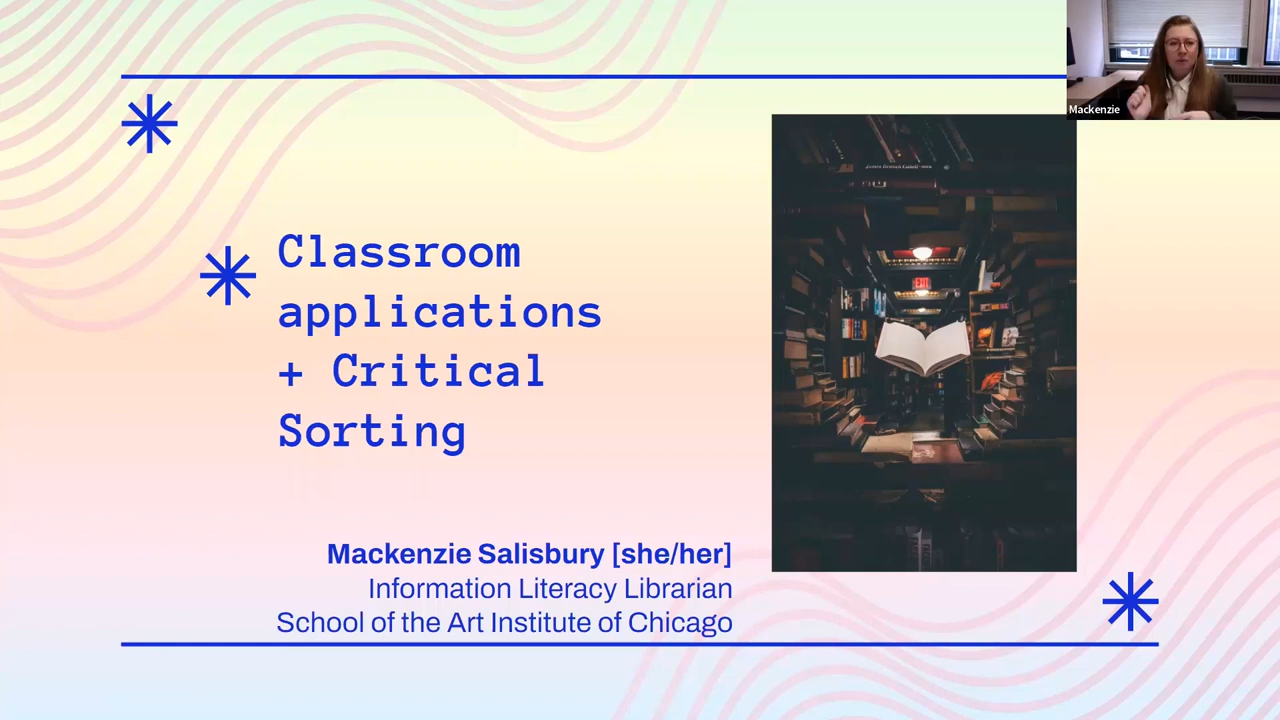 Mackenzie
Classroom
applications
+ Critical
Sorting
EXIT
Mackenzie Salisbury [she/her]
Information Literacy Librarian
School of the Art Institute of Chicago